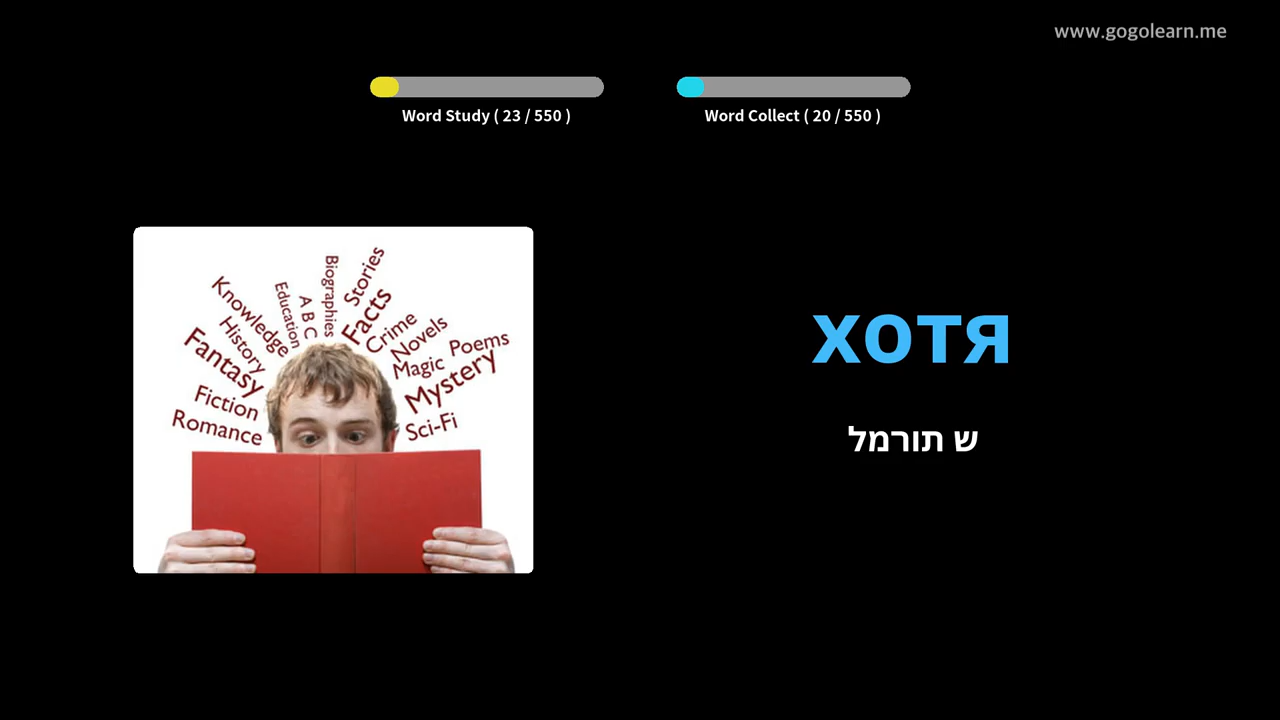 www.gogolearn.me
Word Study ( 23 / 550 )
Word Collect ( 20 / 550 )
Biographies
Stories
Education
A B C
Facts
Knowledge
Crime
History
Novels
Poems
Fantasy
Magic
Mystery
Fiction
Romance
Sci-Fi
хотя
ש תורמל